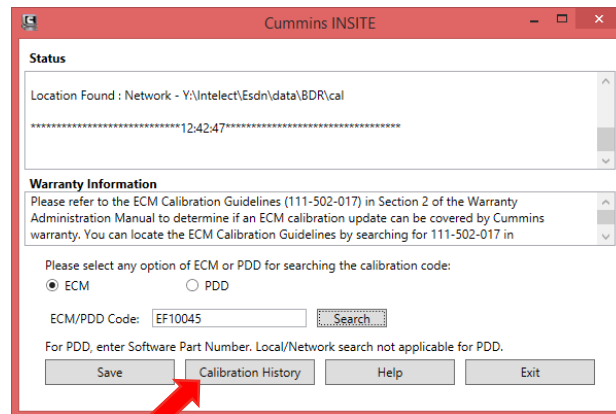 Cummins INSITE
Status
Location Found : Network - Y:\Intelect\Esdn\data\BDR\cal
*****************************12:42:47**********************************
Warranty Information
Please refer to the ECM Calibration Guidelines (111-502-017) in Section 2 of the Warranty
Administration Manual to determine if an ECM calibration update can be covered by Cummins
warranty. You can locate the ECM Calibration Guidelines by searching for 111-502-017 in
Please select any option of ECM or PDD for searching the calibration code:
ECM PDD
ECM/PDD Code: EF10045 Search
For PDD, enter Software Part Number. Local/Network search not applicable for PDD.
Save Calibration History Help Exit